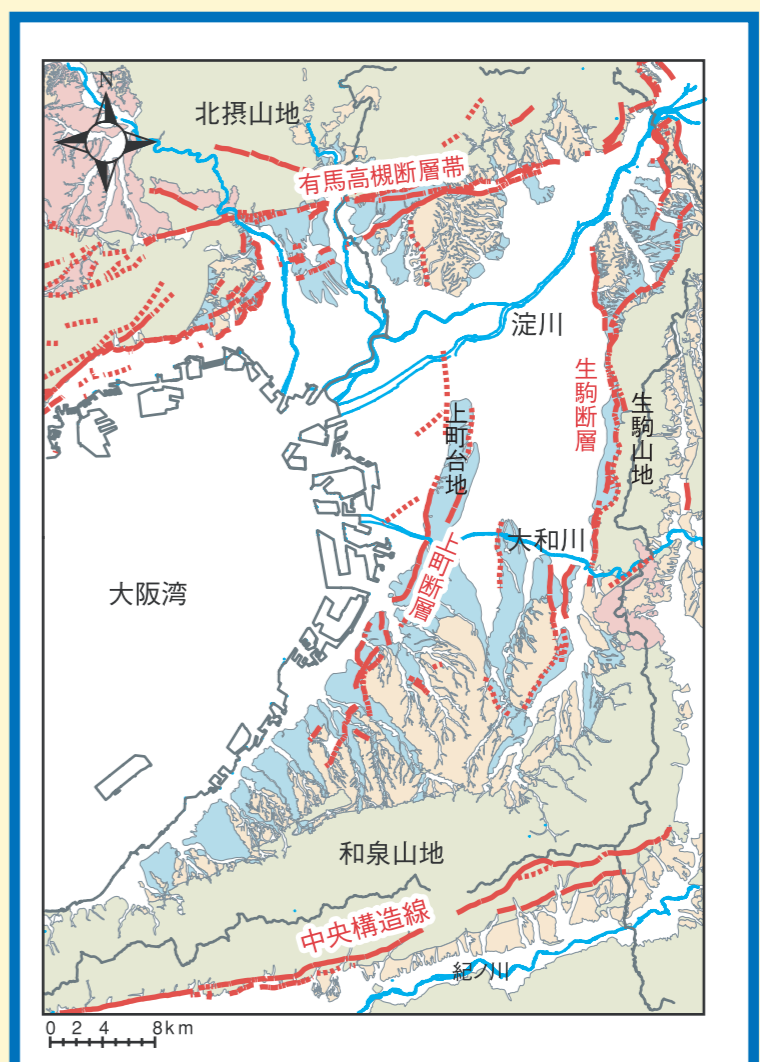 N
北摂山地
有馬高槻断層帯
淀川
生駒断層
生駒山地
上町台地
大和川
上町断層
大阪湾
和泉山地
中央構造線
紀ノ川
0 2 4 8km